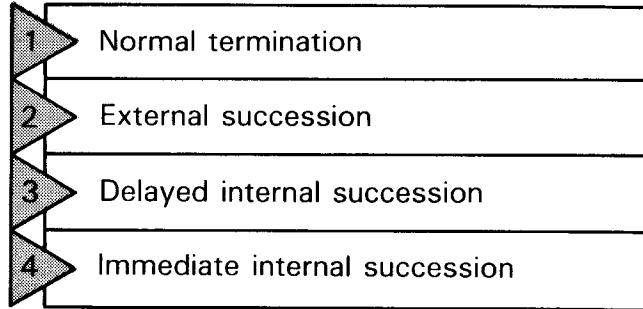 1 Normal termination
2 External succession
3 Delayed internal succession
4 Immediate internal succession